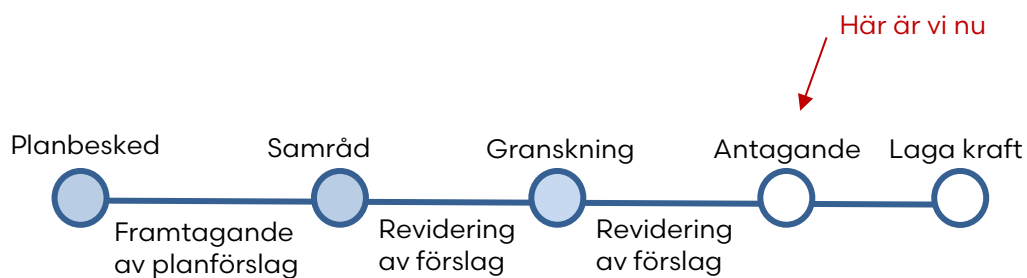 Här är vi nu
Planbesked
Samråd
Granskning
Antagande
Laga kraft
Framtagande
av planförslag
Revidering
av förslag
Revidering
av förslag